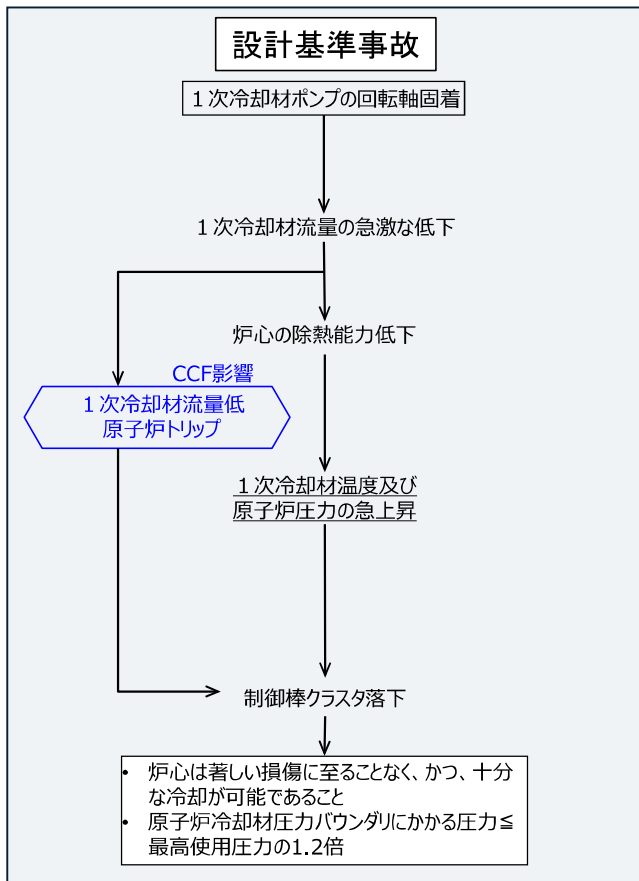 設計基準事故
１次冷却材ポンプの回転軸固着
１次冷却材流量の急激な低下
炉心の除熱能力低下
CCF影響
１次冷却材流量低
原子炉トリップ
１次冷却材温度及び
原子炉圧力の急上昇
制御棒クラスタ落下
• 炉心は著しい損傷に至ることなく、かつ、十分
な冷却が可能であること
• 原子炉冷却材圧力バウンダリにかかる圧力≦
最高使用圧力の1.2倍